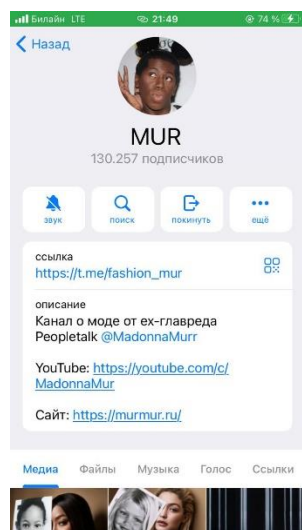 Билайн LTE 21:49 74 %
Назад
MUR
130.257 подписчиков
звук поиск покинуть ещё
ссылка
https://t.me/fashion_mur
описание
Канал о моде от ex-главреда
Peopletalk @MadonnaMurr
YouTube: https://youtube.com/c/
MadonnaMur
Сайт: https://murmur.ru/
Медиа Файлы Музыка Голос Ссылки